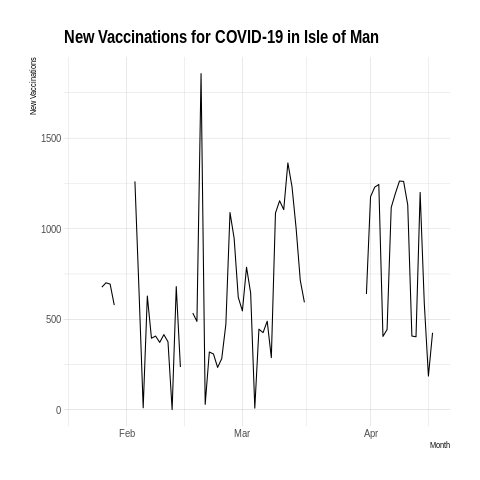 New Vaccinations for COVID-19 in Isle of Man
New Vaccinations
1500
1000
500
0
Feb Mar Apr
Month